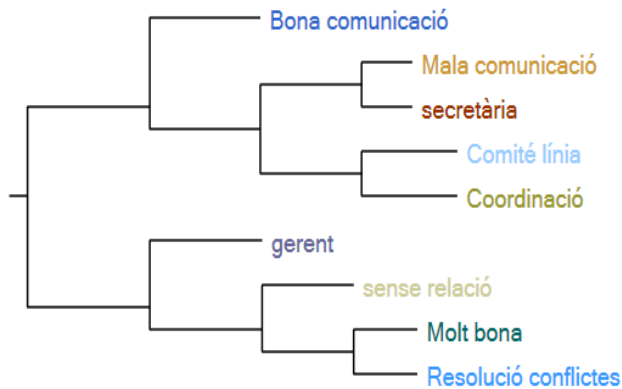 Bona comunicació
Mala comunicació
secretària
Comité línia
Coordinació
gerent
sense relació
Molt bona
Resolució conflictes